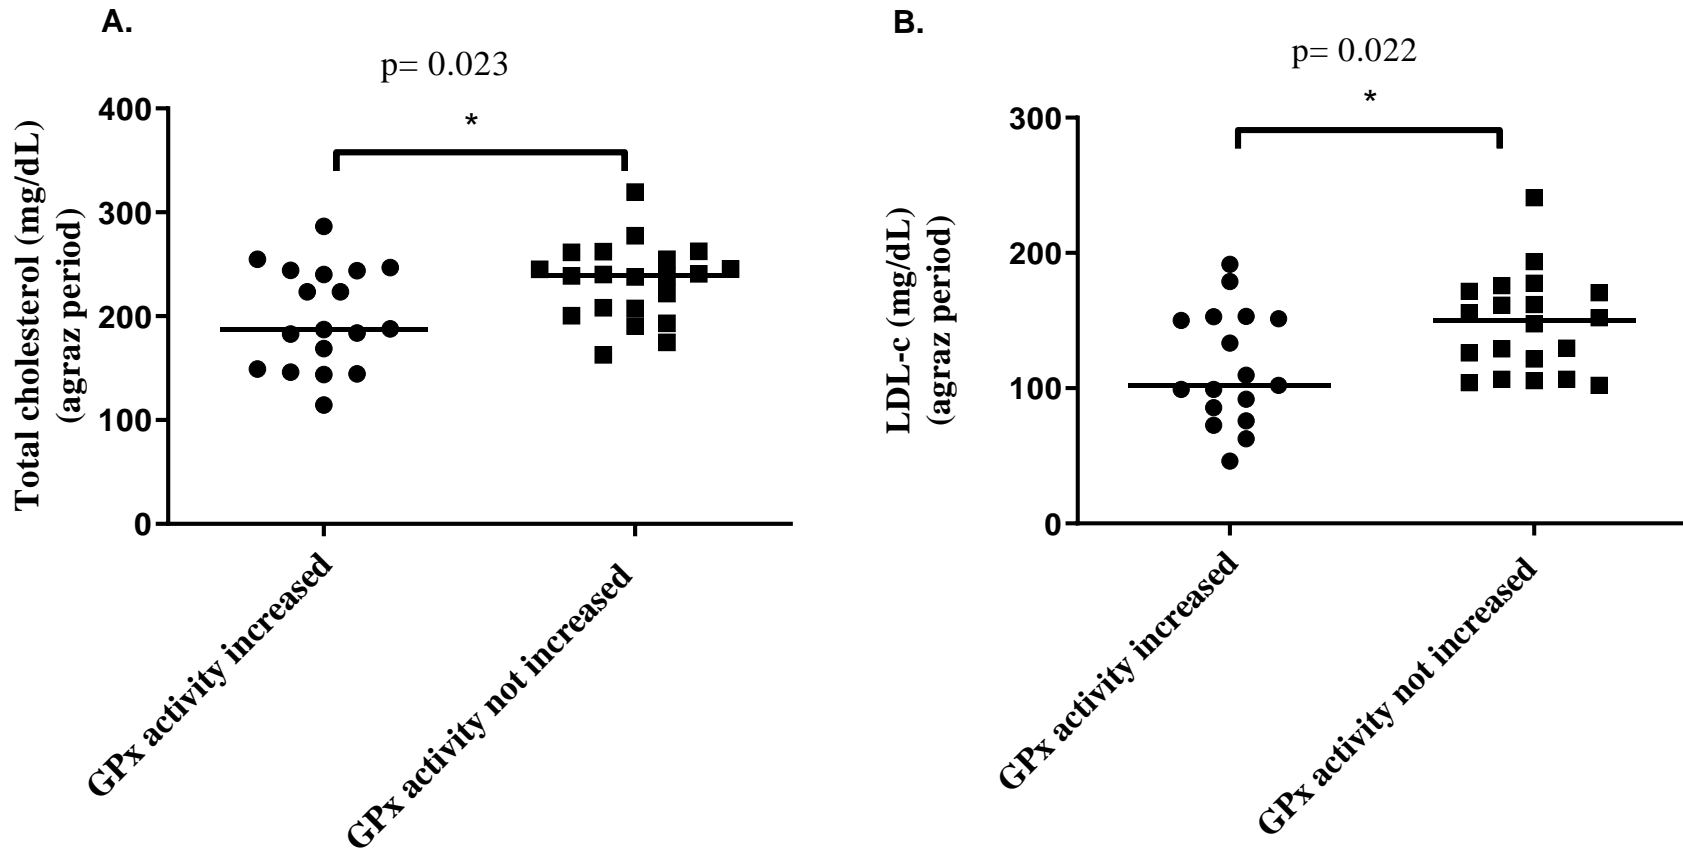 A.
p= 0.023
*
Total cholesterol (mg/dL)
(agraz period)
400
300
200
100
0
GPx activity increased
GPx activity not increased
B.
p= 0.022
*
LDL-c (mg/dL)
(agraz period)
300
200
100
0
GPx activity increased
GPx activity not increased